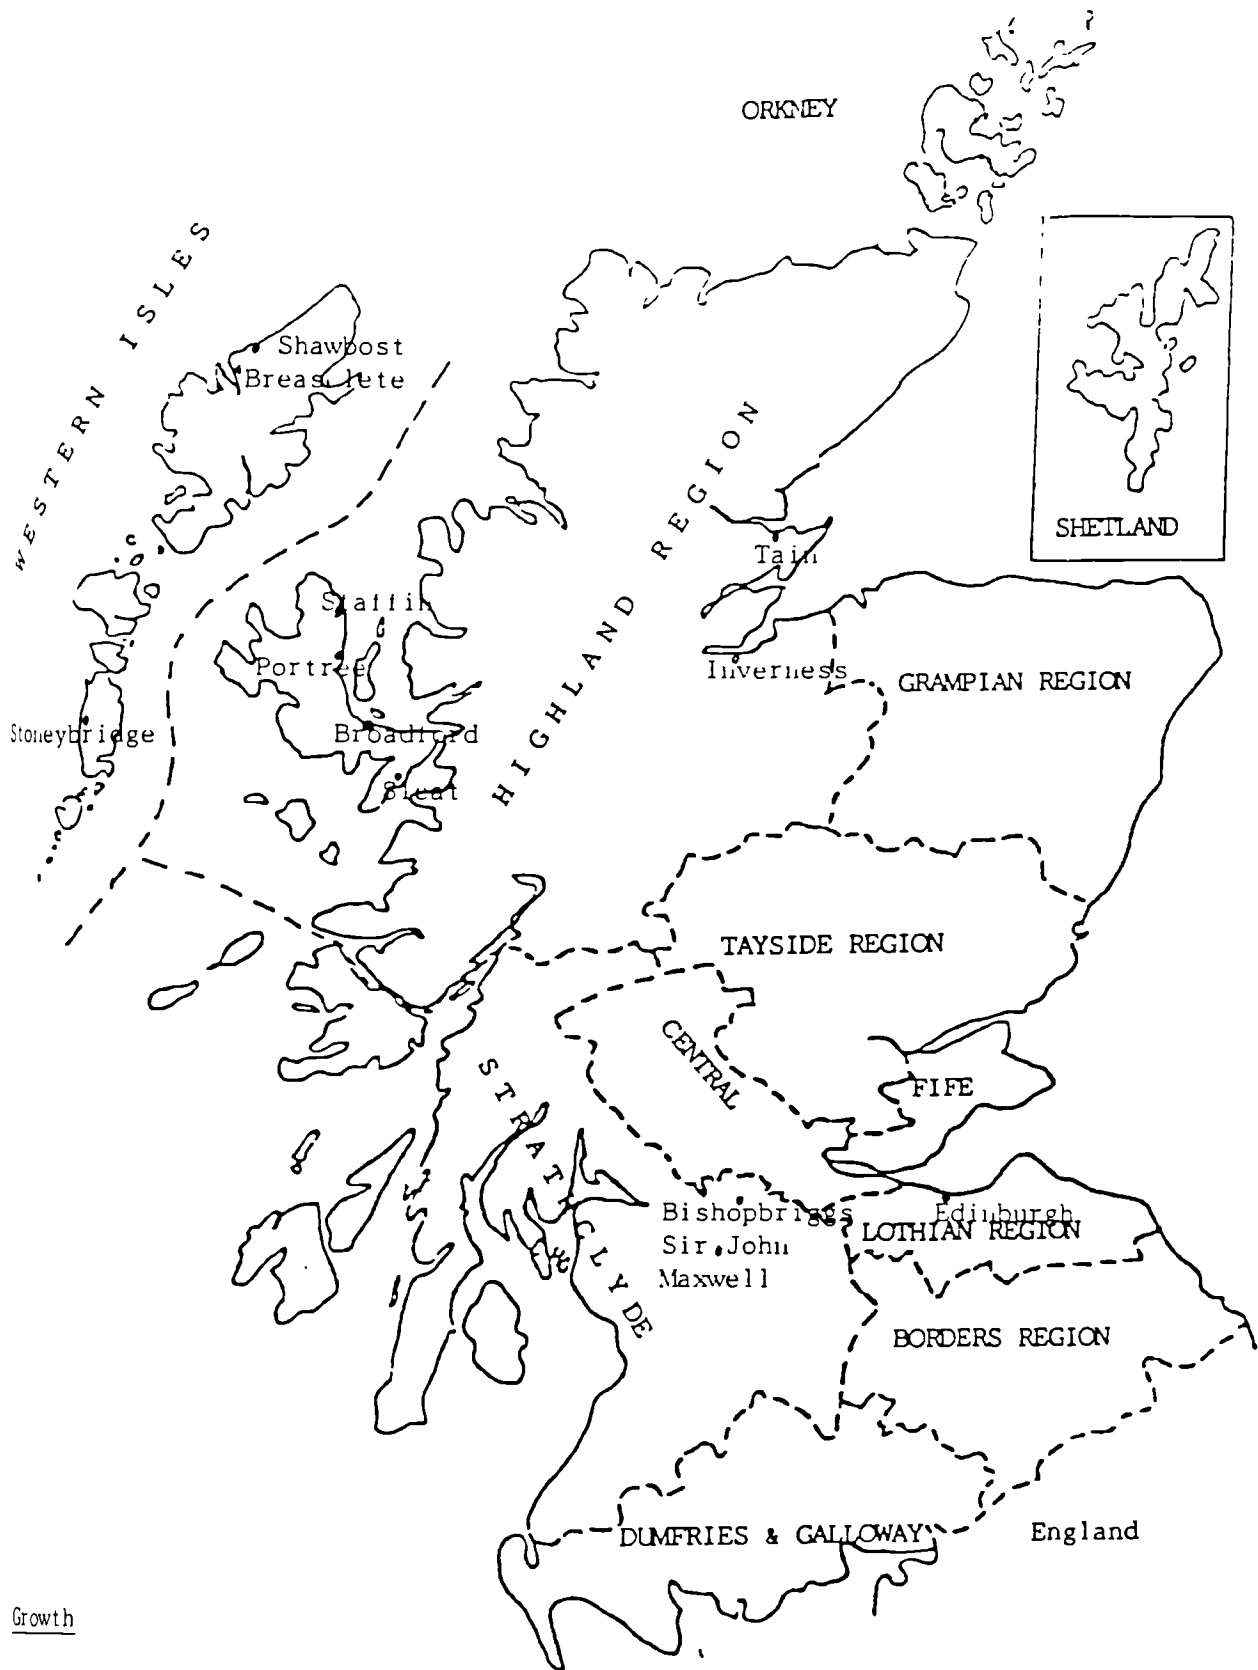 ORKNEY
WESTERN ISLES
Shawbost
SHETLAND
HIGHLAND REGION
Tain
Staffin
Portree
Inverness
GRAMPIAN REGION
Stoneybridge
Broadford
Sleat
TAYSIDE REGION
CENTRAL
FIFE
STRATHCLYDE
Bishopbriggs
Edinburgh
Sir John
LOTHIAN REGION
Maxwell
BORDERS REGION
DUMFRIES & GALLOWAY
England
Growth